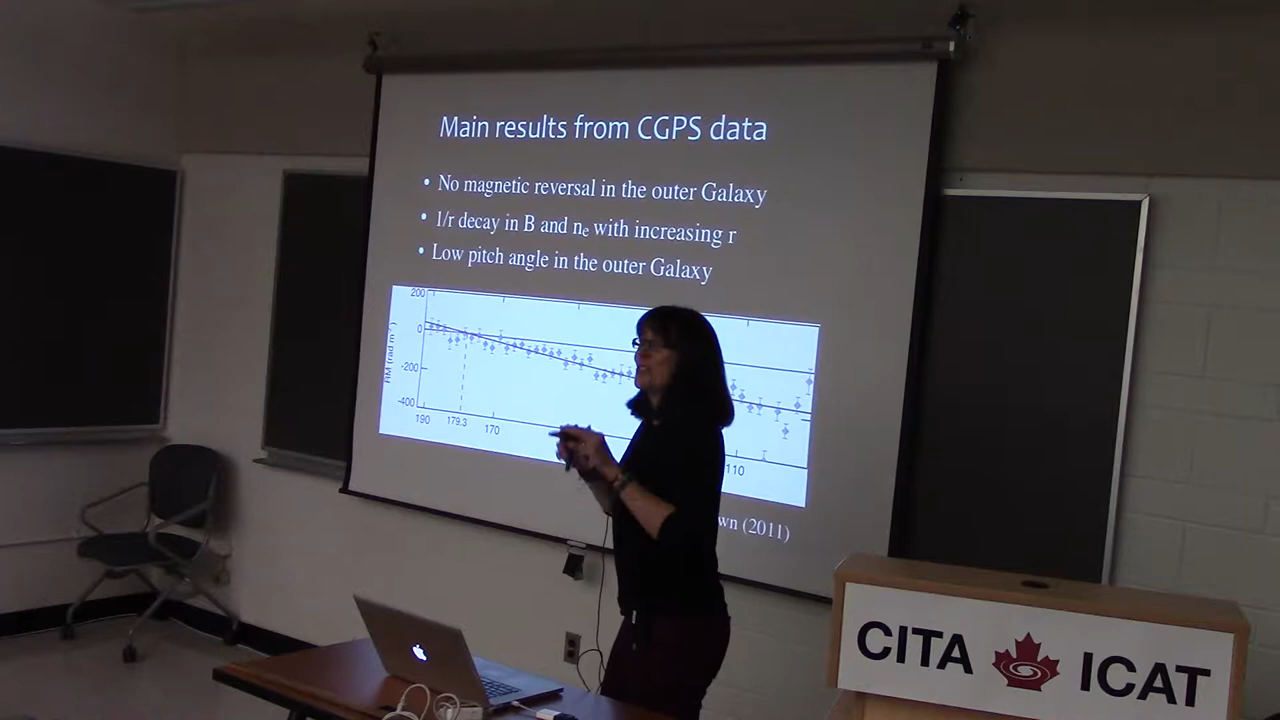 Main results from CGPS data
• No magnetic reversal in the outer Galaxy
• 1/r decay in B and ne with increasing r
• Low pitch angle in the outer Galaxy
200
0
-200
-400
RM (rad m
190
179.3
170
110
wn (2011)
CITA ICAT